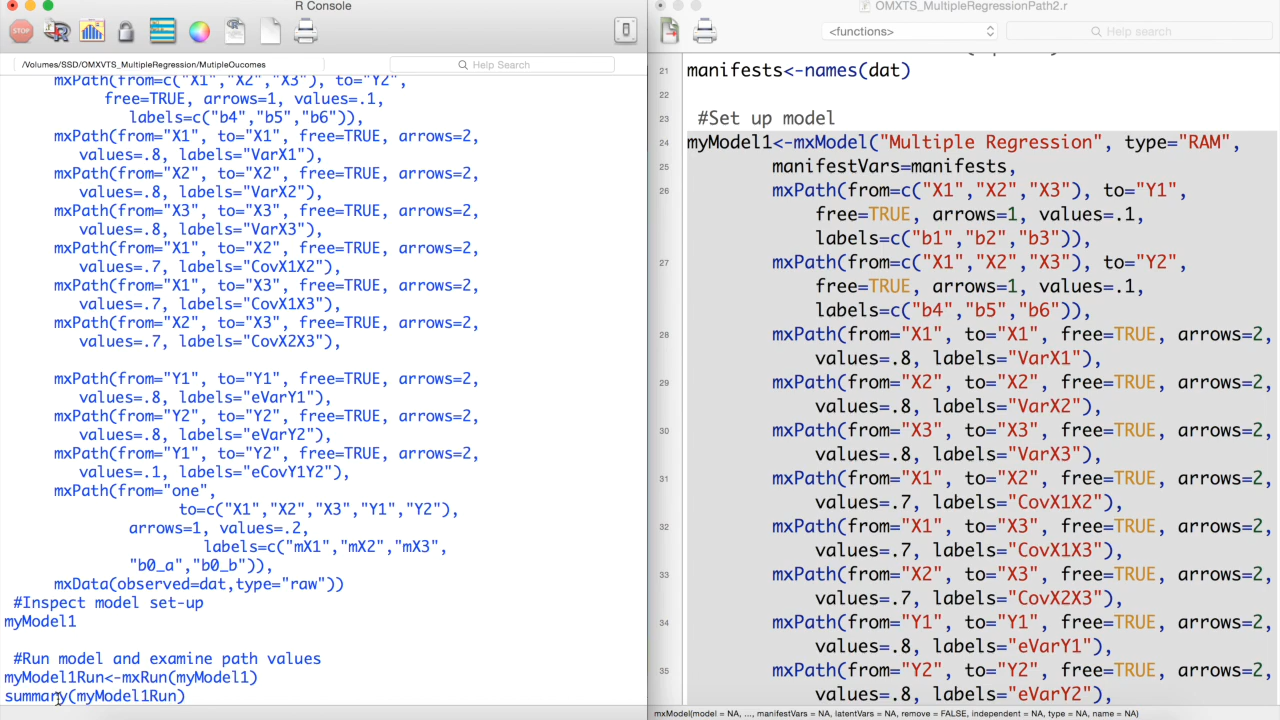 R Console
STOP
/Volumes/SSD/OMXVTS_MultipleRegression/MutipleOucomes
Help Search
mxPath(from=c("X1","X2","X3"), to="Y2",
free=TRUE, arrows=1, values=.1,
labels=c("b4","b5","b6")),
mxPath(from="X1", to="X1", free=TRUE, arrows=2,
values=.8, labels="VarX1"),
mxPath(from="X2", to="X2", free=TRUE, arrows=2,
values=.8, labels="VarX2"),
mxPath(from="X3", to="X3", free=TRUE, arrows=2,
values=.8, labels="VarX3"),
mxPath(from="X1", to="X2", free=TRUE, arrows=2,
values=.7, labels="CovX1X2"),
mxPath(from="X1", to="X3", free=TRUE, arrows=2,
values=.7, labels="CovX1X3"),
mxPath(from="X2", to="X3", free=TRUE, arrows=2,
values=.7, labels="CovX2X3"),
mxPath(from="Y1", to="Y1", free=TRUE, arrows=2,
values=.8, labels="eVarY1"),
mxPath(from="Y2", to="Y2", free=TRUE, arrows=2,
values=.8, labels="eVarY2"),
mxPath(from="Y1", to="Y2", free=TRUE, arrows=2,
values=.1, labels="eCovY1Y2"),
mxPath(from="one",
to=c("X1","X2","X3","Y1","Y2"),
arrows=1, values=.2,
labels=c("mX1","mX2","mX3",
"b0_a","b0_b")),
mxData(observed=dat,type="raw"))
#Inspect model set-up
myModel1
#Run model and examine path values
myModel1Run<-mxRun(myModel1)
summary(myModel1Run)
OMXTS_MultipleRegressionPath2.r
<functions>
Help search
21 manifests<-names(dat)
22
23 #Set up model
24 myModel1<-mxModel("Multiple Regression", type="RAM",
25 manifestVars=manifests,
26 mxPath(from=c("X1","X2","X3"), to="Y1",
free=TRUE, arrows=1, values=.1,
labels=c("b1","b2","b3")),
27 mxPath(from=c("X1","X2","X3"), to="Y2",
free=TRUE, arrows=1, values=.1,
labels=c("b4","b5","b6")),
28 mxPath(from="X1", to="X1", free=TRUE, arrows=2,
values=.8, labels="VarX1"),
29 mxPath(from="X2", to="X2", free=TRUE, arrows=2,
values=.8, labels="VarX2"),
30 mxPath(from="X3", to="X3", free=TRUE, arrows=2,
values=.8, labels="VarX3"),
31 mxPath(from="X1", to="X2", free=TRUE, arrows=2,
values=.7, labels="CovX1X2"),
32 mxPath(from="X1", to="X3", free=TRUE, arrows=2,
values=.7, labels="CovX1X3"),
33 mxPath(from="X2", to="X3", free=TRUE, arrows=2,
values=.7, labels="CovX2X3"),
34 mxPath(from="Y1", to="Y1", free=TRUE, arrows=2,
values=.8, labels="eVarY1"),
35 mxPath(from="Y2", to="Y2", free=TRUE, arrows=2,
values=.8, labels="eVarY2"),
mxModel(model = NA, ..., manifestVars = NA, latentVars = NA, remove = FALSE, independent = NA, type = NA, name = NA)